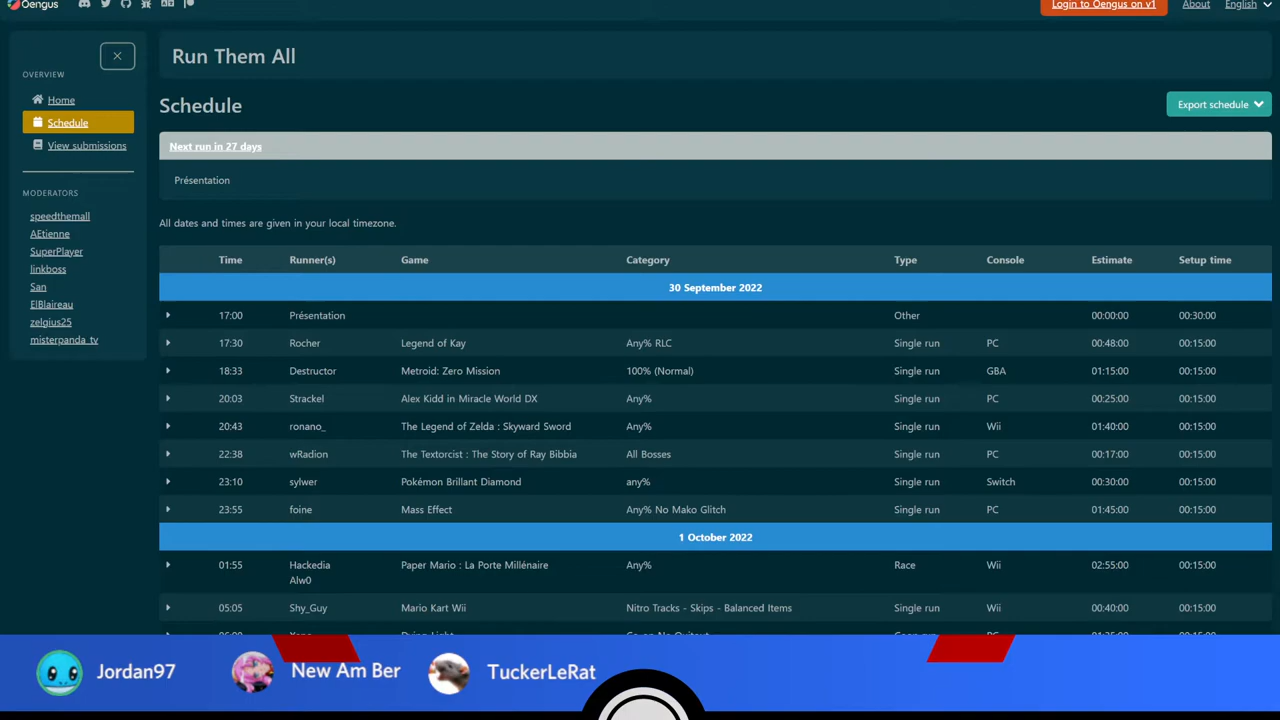 Oengus
Login to Oengus on v1
About
English
Run Them All
OVERVIEW
Home
Schedule
View submissions
MODERATORS
speedthemall
AEtienne
SuperPlayer
linkboss
San
ElBlaireau
zelgius25
misterpanda_tv
Schedule
Export schedule
Next run in 27 days
Présentation
All dates and times are given in your local timezone.
Time Runner(s) Game Category Type Console Estimate Setup time
30 September 2022
17:00 Présentation Other 00:00:00 00:30:00
17:30 Rocher Legend of Kay Any% RLC Single run PC 00:48:00 00:15:00
18:33 Destructor Metroid: Zero Mission 100% (Normal) Single run GBA 01:15:00 00:15:00
20:03 Strackel Alex Kidd in Miracle World DX Any% Single run PC 00:25:00 00:15:00
20:43 ronano_ The Legend of Zelda : Skyward Sword Any% Single run Wii 01:40:00 00:15:00
22:38 wRadion The Textorcist : The Story of Ray Bibbia All Bosses Single run PC 00:17:00 00:15:00
23:10 sylwer Pokémon Brillant Diamond any% Single run Switch 00:30:00 00:15:00
23:55 foine Mass Effect Any% No Mako Glitch Single run PC 01:45:00 00:15:00
1 October 2022
01:55 Hackedia Alw0 Paper Mario : La Porte Millénaire Any% Race Wii 02:55:00 00:15:00
05:05 Shy_Guy Mario Kart Wii Nitro Tracks - Skips - Balanced Items Single run Wii 00:40:00 00:15:00
Jordan97 New Am Ber TuckerLeRat